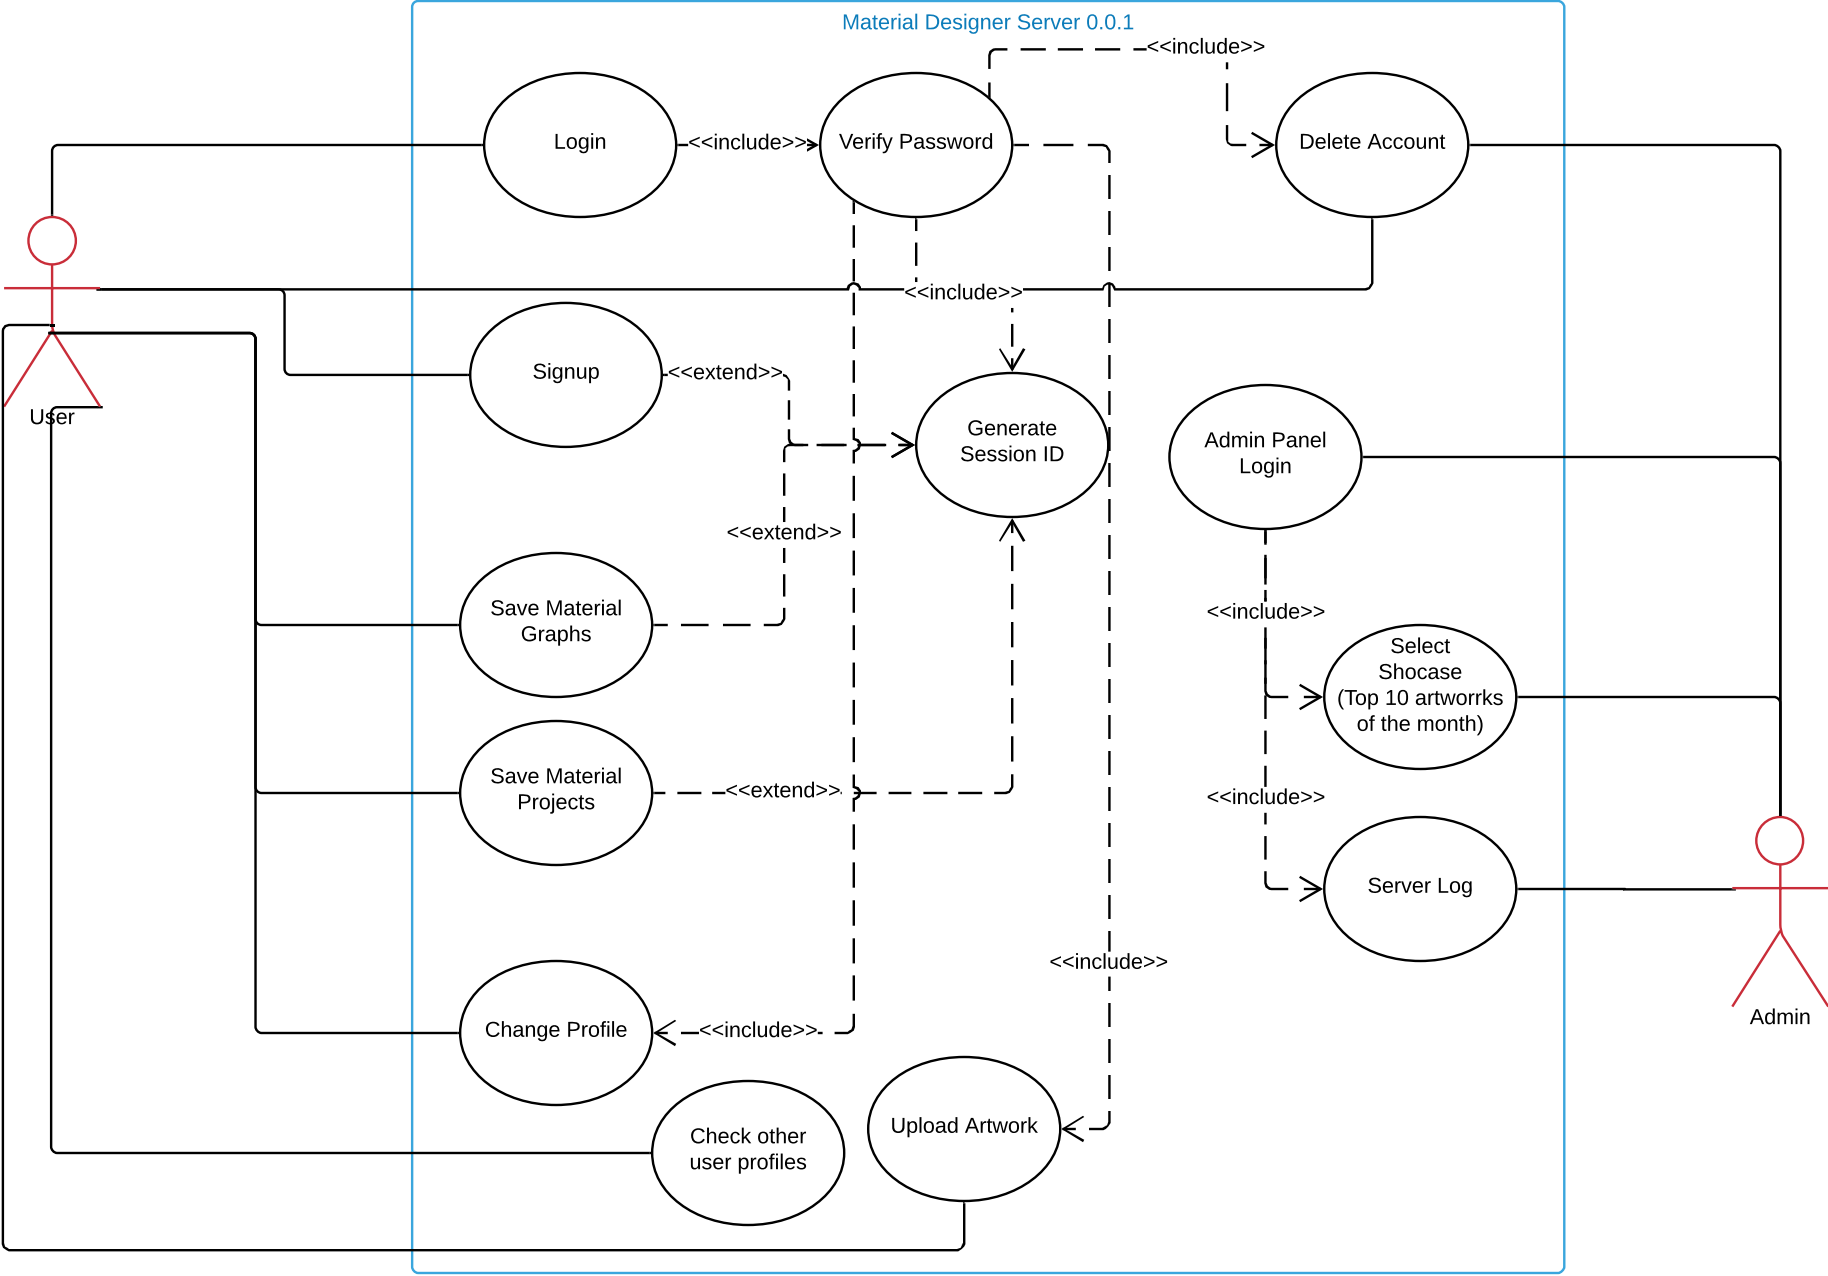 Material Designer Server 0.0.1
<<include>>
Login
<<include>>
Verify Password
Delete Account
<<include>>
Signup
<<extend>>
User
Generate
Session ID
Admin Panel
Login
<<extend>>
Save Material
Graphs
<<include>>
Select
Shocase
(Top 10 artworrks
of the month)
Save Material
Projects
<<extend>>
<<include>>
Server Log
<<include>>
Change Profile
<<include>>
Admin
Check other
user profiles
Upload Artwork